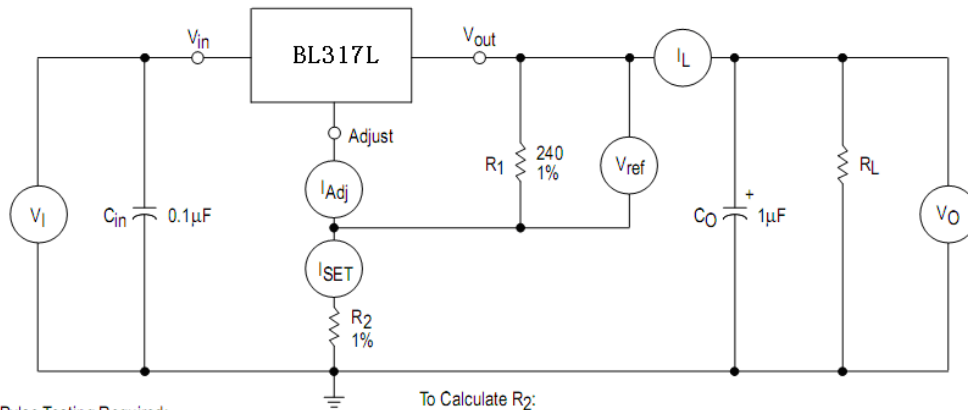 Vin
BL317L
Vout
IL
Adjust
R1
240
1%
Vref
RL
IAdj
VI
Cin
0.1μF
CO
+
1μF
VO
ISET
R2
1%
To Calculate R2: